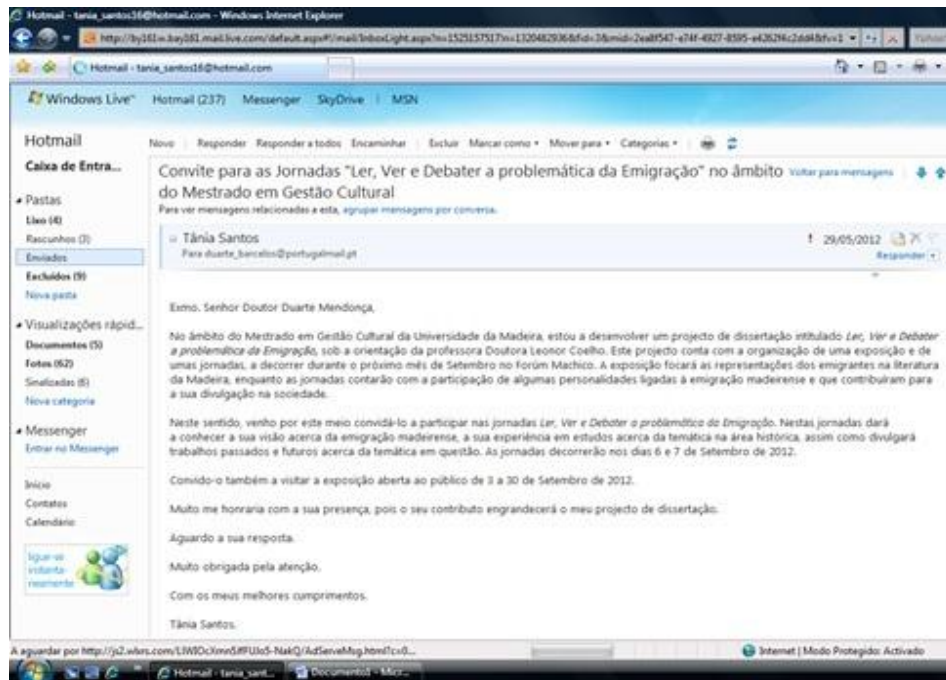 Hotmail - tania_santos16@hotmail.com - Windows Internet Explorer
Hotmail - tania_santos16@hotmail.com
Windows Live™ Hotmail (237) Messenger SkyDrive | MSN
Hotmail
Novo | Responder Responder a todos Encaminhar | Excluir Marcar como Mover para Categorias
Caixa de Entra...
Pastas
Lixo (4)
Rascunhos (3)
Enviados
Excluídos (9)
Nova pasta
Visualizações rápid...
Documentos (5)
Fotos (62)
Sinalizadas (6)
Nova categoria
Messenger
Entrar no Messenger
Início
Contatos
Calendário
ligue-se
instanta-
neamente
Convite para as Jornadas "Ler, Ver e Debater a problemática da Emigração" no âmbito
do Mestrado em Gestão Cultural
Voltar para mensagens
Para ver mensagens relacionadas a esta, agrupar mensagens por conversa.
Tânia Santos
Para duarte_barcelos@portugalmail.pt
! 29/05/2012
Responder
Exmo. Senhor Doutor Duarte Mendonça,
No âmbito do Mestrado em Gestão Cultural da Universidade da Madeira, estou a desenvolver um projecto de dissertação intitulado Ler, Ver e Debater
a problemática da Emigração, sob a orientação da professora Doutora Leonor Coelho. Este projecto conta com a organização de uma exposição e de
umas jornadas, a decorrer durante o próximo mês de Setembro no Forúm Machico. A exposição focará as representações dos emigrantes na literatura
da Madeira, enquanto as jornadas contarão com a participação de algumas personalidades ligadas à emigração madeirense e que contribuíram para
a sua divulgação na sociedade.
Neste sentido, venho por este meio convidá-lo a participar nas jornadas Ler, Ver e Debater a problemática da Emigração. Nestas jornadas dará
a conhecer a sua visão acerca da emigração madeirense, a sua experiência em estudos acerca da temática na área histórica, assim como divulgará
trabalhos passados e futuros acerca da temática em questão. As jornadas decorrerão nos dias 6 e 7 de Setembro de 2012.
Convido-o também a visitar a exposição aberta ao público de 3 a 30 de Setembro de 2012.
Muito me honraria com a sua presença, pois o seu contributo engrandecerá o meu projecto de dissertação.
Aguardo a sua resposta.
Muito obrigada pela atenção.
Com os meus melhores cumprimentos.
Tânia Santos.
Internet | Modo Protegido: Activado
Hotmail - tania_sant...
Documento1 - Micr...